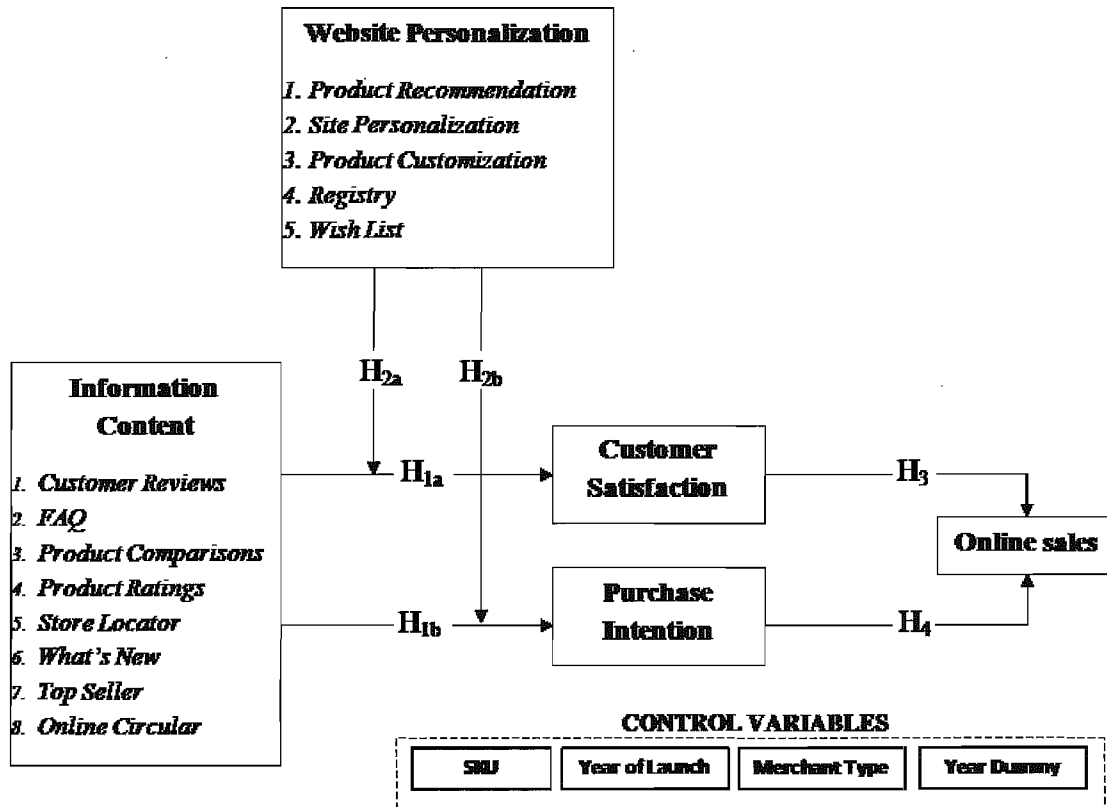 Website Personalization
1. Product Recommendation
2. Site Personalization
3. Product Customization
4. Registry
5. Wish List
H2a
H2b
Information
Content
1. Customer Reviews
2. FAQ
3. Product Comparisons
4. Product Ratings
5. Store Locator
6. What's New
7. Top Seller
8. Online Circular
H1a
Customer
Satisfaction
H3
Online sales
H1b
Purchase
Intention
H4
CONTROL VARIABLES
SKU
Year of Launch
Merchant Type
Year Dummy